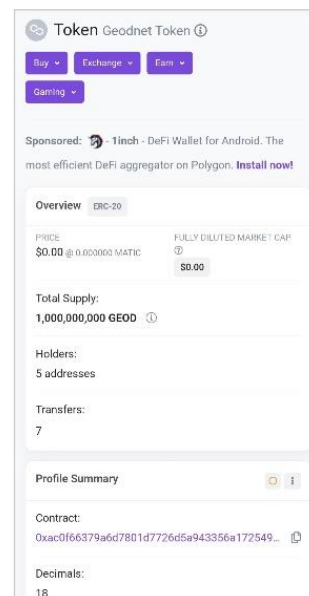 Token Geodnet Token
Buy Exchange Earn
Gaming
Sponsored: - 1inch - DeFi Wallet for Android. The
most efficient DeFi aggregator on Polygon. Install now!
Overview ERC-20
PRICE
$0.00 @ 0.000000 MATIC
FULLY DILUTED MARKET CAP
$0.00
Total Supply:
1,000,000,000 GEOD
Holders:
5 addresses
Transfers:
7
Profile Summary
Contract:
0xac0f66379a6d7801d7726d5a943356a172549...
Decimals:
18